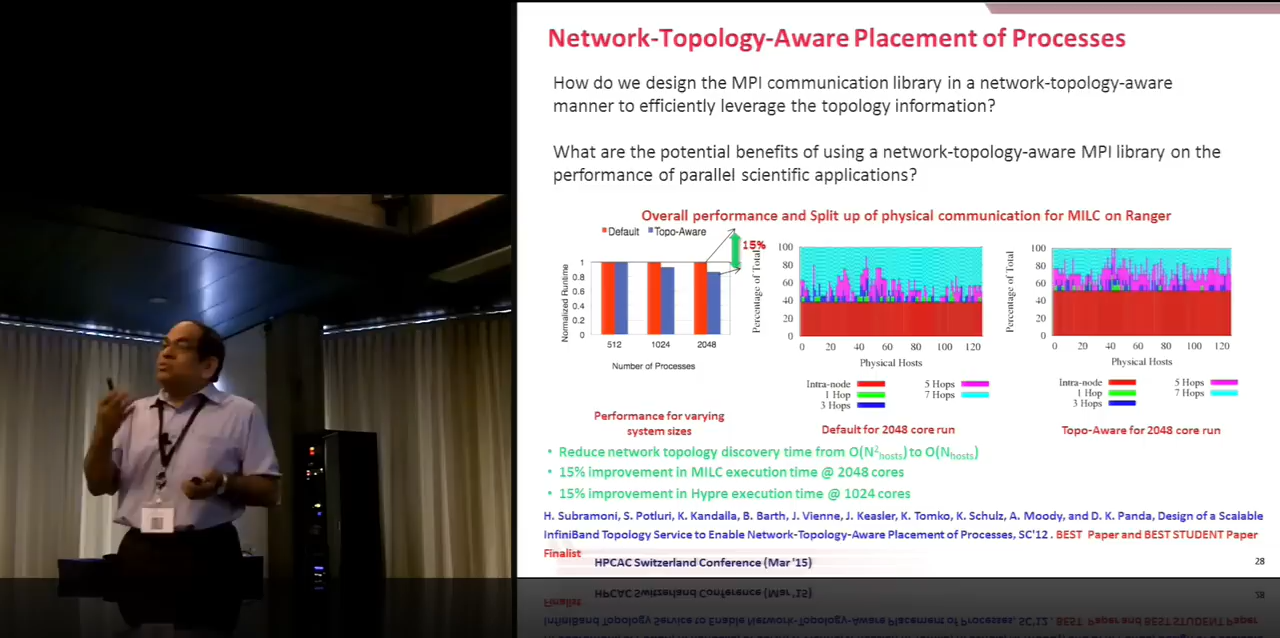 Network-Topology-Aware Placement of Processes
How do we design the MPI communication library in a network-topology-aware
manner to efficiently leverage the topology information?
What are the potential benefits of using a network-topology-aware MPI library on the
performance of parallel scientific applications?
Overall performance and Split up of physical communication for MILC on Ranger
Default Topo-Aware
15%
Normalized Runtime
1
0.8
0.6
0.4
0.2
0
512 1024 2048
Number of Processes
Performance for varying
system sizes
Percentage of Total
100
80
60
40
20
0
0 20 40 60 80 100 120
Physical Hosts
Intra-node 5 Hops
1 Hop 7 Hops
3 Hops
Default for 2048 core run
Percentage of Total
100
80
60
40
20
0
0 20 40 60 80 100 120
Physical Hosts
Intra-node 5 Hops
1 Hop 7 Hops
3 Hops
Topo-Aware for 2048 core run
• Reduce network topology discovery time from O(N²hosts) to O(Nhosts)
• 15% improvement in MILC execution time @ 2048 cores
• 15% improvement in Hypre execution time @ 1024 cores
H. Subramoni, S. Potluri, K. Kandalla, B. Barth, J. Vienne, J. Keasler, K. Tomko, K. Schulz, A. Moody, and D. K. Panda, Design of a Scalable
InfiniBand Topology Service to Enable Network-Topology-Aware Placement of Processes, SC'12 . BEST Paper and BEST STUDENT Paper
Finalist
HPCAC Switzerland Conference (Mar '15)
28